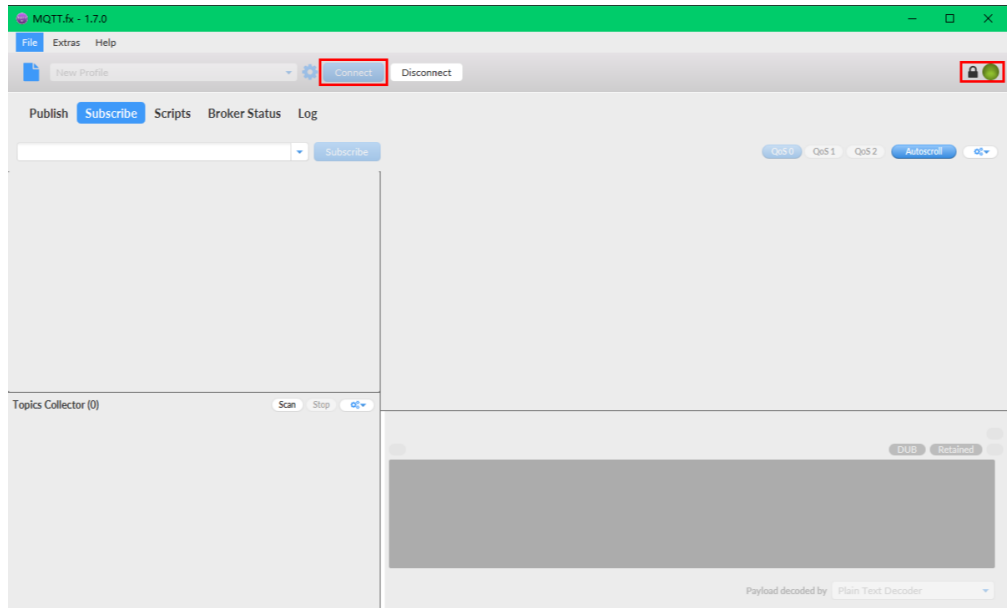 MQTT.fx - 1.7.0
File Extras Help
New Profile Connect Disconnect
Publish Subscribe Scripts Broker Status Log
Subscribe QoS 0 QoS 1 QoS 2 Autoscroll
Topics Collector (0) Scan Stop
DUB Retained
Payload decoded by Plain Text Decoder